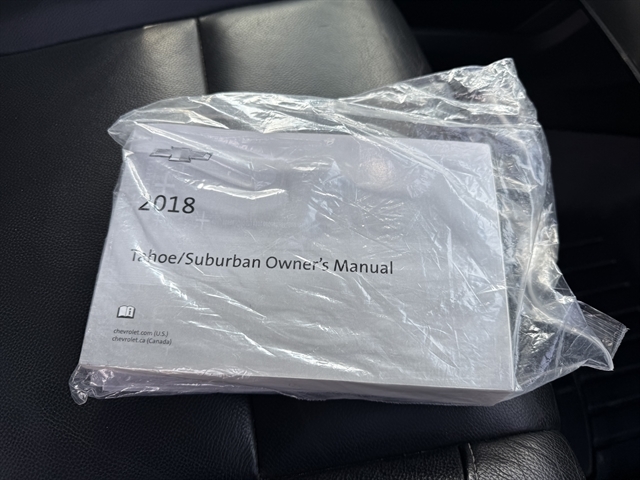 2018
Tahoe/Suburban Owner's Manual
chevrolet.com (U.S.)
chevrolet.ca (Canada)